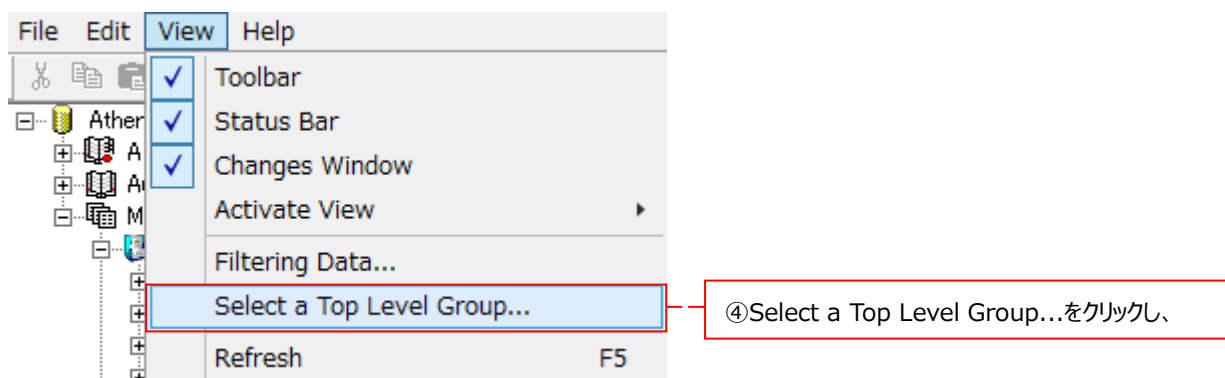 File Edit View Help
Toolbar
Ather
Status Bar
A
Changes Window
M
Activate View
Filtering Data...
Select a Top Level Group...
④Select a Top Level Group...をクリックし、
Refresh F5